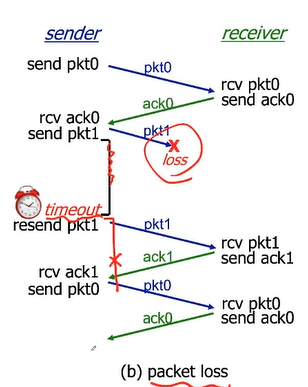 sender receiver
send pkt0
pkt0
rcv pkt0
send ack0
ack0
rcv ack0
send pkt1
pkt1
X
loss
timeout
resend pkt1
pkt1
rcv pkt1
send ack1
ack1
rcv ack1
send pkt0
pkt0
rcv pkt0
send ack0
ack0
(b) packet loss